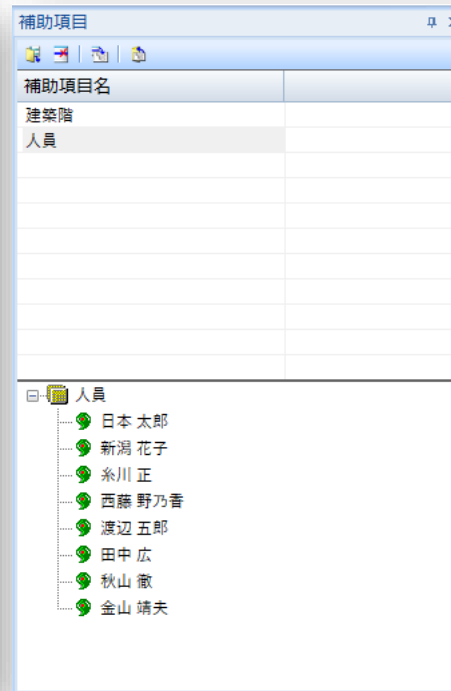 補助項目
補助項目名
建築階
人員
人員
日本 太郎
新潟 花子
糸川 正
西藤 野乃香
渡辺 五郎
田中 広
秋山 徹
金山 靖夫